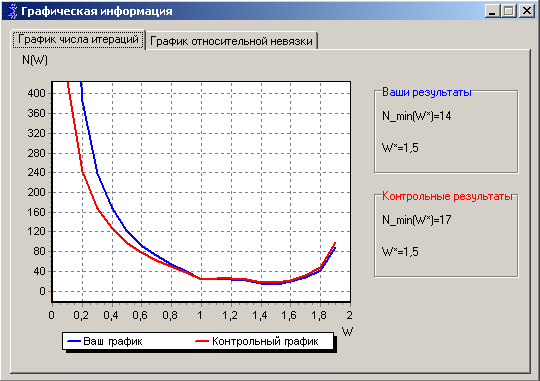 Графическая информация
График числа итераций
График относительной невязки
N(W)
400
360
320
280
240
200
160
120
80
40
0
0 0,2 0,4 0,6 0,8 1 1,2 1,4 1,6 1,8 2
W
Ваш график Контрольный график
Ваши результаты
N_min(W*)=14
W*=1,5
Контрольные результаты
N_min(W*)=17
W*=1,5